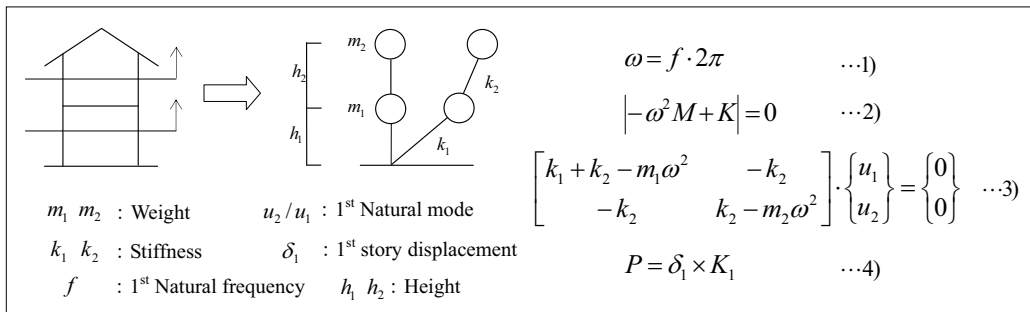 m₂
h₂
k₂
m₁
h₁
k₁
m₁ m₂ : Weight
u₂/u₁ : 1st Natural mode
k₁ k₂ : Stiffness
δ₁ : 1st story displacement
f : 1st Natural frequency
h₁ h₂ : Height
ω = f · 2π ⋯1)
|−ω²M + K| = 0 ⋯2)
[k₁ + k₂ − m₁ω² −k₂
−k₂ k₂ − m₂ω²] · {u₁ u₂} = {0 0} ⋯3)
P = δ₁ × K₁ ⋯4)